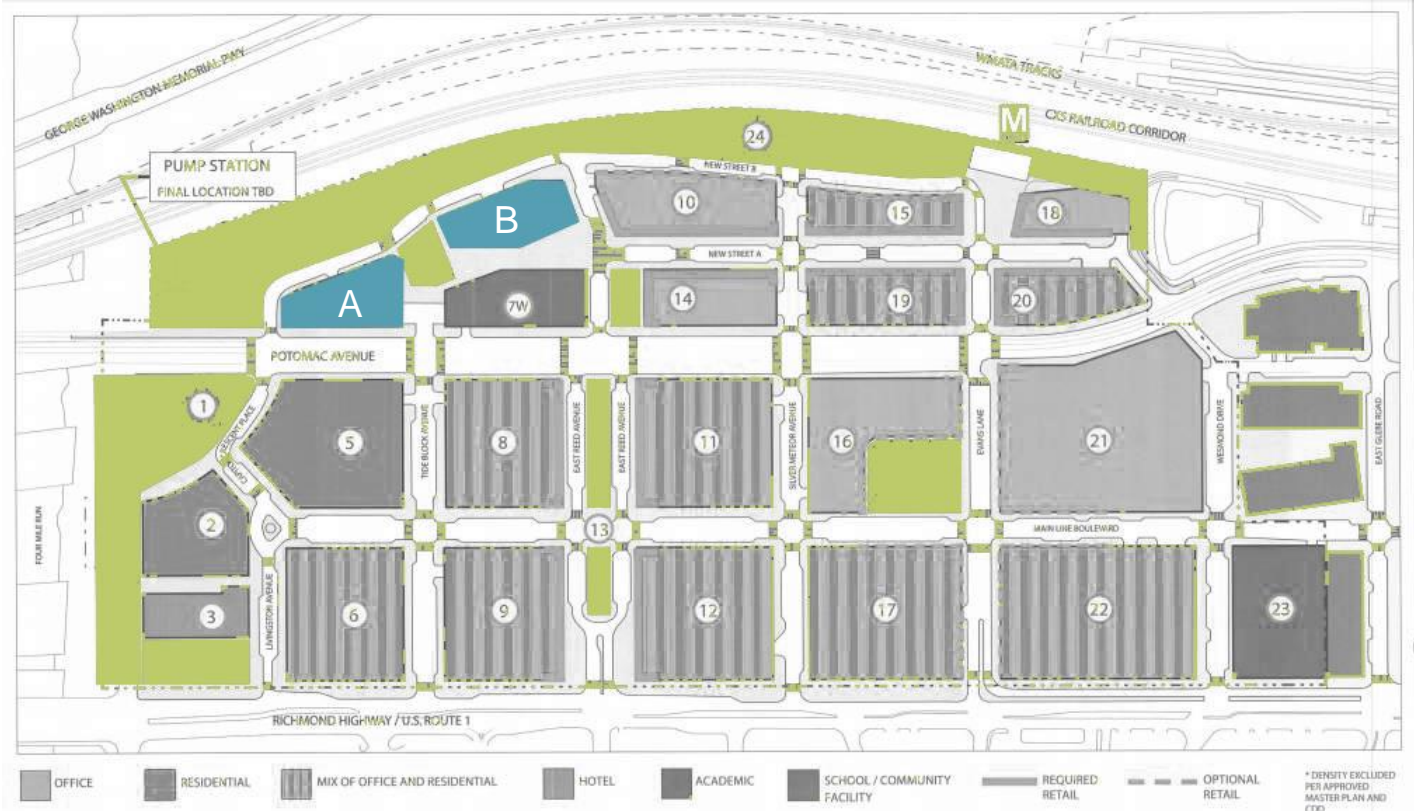 GEORGE WASHINGTON MEMORIAL PWY
WMATA TRACKS
CXS RAILROAD CORRIDOR
M
24
PUMP STATION
FINAL LOCATION TBD
NEW STREET B
B
10
15
18
NEW STREET A
A
7W
14
19
20
POTOMAC AVENUE
1
CRESCENT PLACE
CAPITOL
5
TIDE BLOCK AVENUE
8
EAST REED AVENUE
EAST REED AVENUE
11
SILVER METEOR AVENUE
16
EVANS LANE
21
WESMOND DRIVE
EAST GLEBE ROAD
FOUR MILE RUN
2
13
MAIN LINE BOULEVARD
3
LIVINGSTON AVENUE
6
9
12
17
22
23
RICHMOND HIGHWAY / U.S. ROUTE 1
OFFICE
RESIDENTIAL
MIX OF OFFICE AND RESIDENTIAL
HOTEL
ACADEMIC
SCHOOL / COMMUNITY
FACILITY
REQUIRED
RETAIL
OPTIONAL
RETAIL
* DENSITY EXCLUDED
PER APPROVED
MASTER PLAN AND
CDD